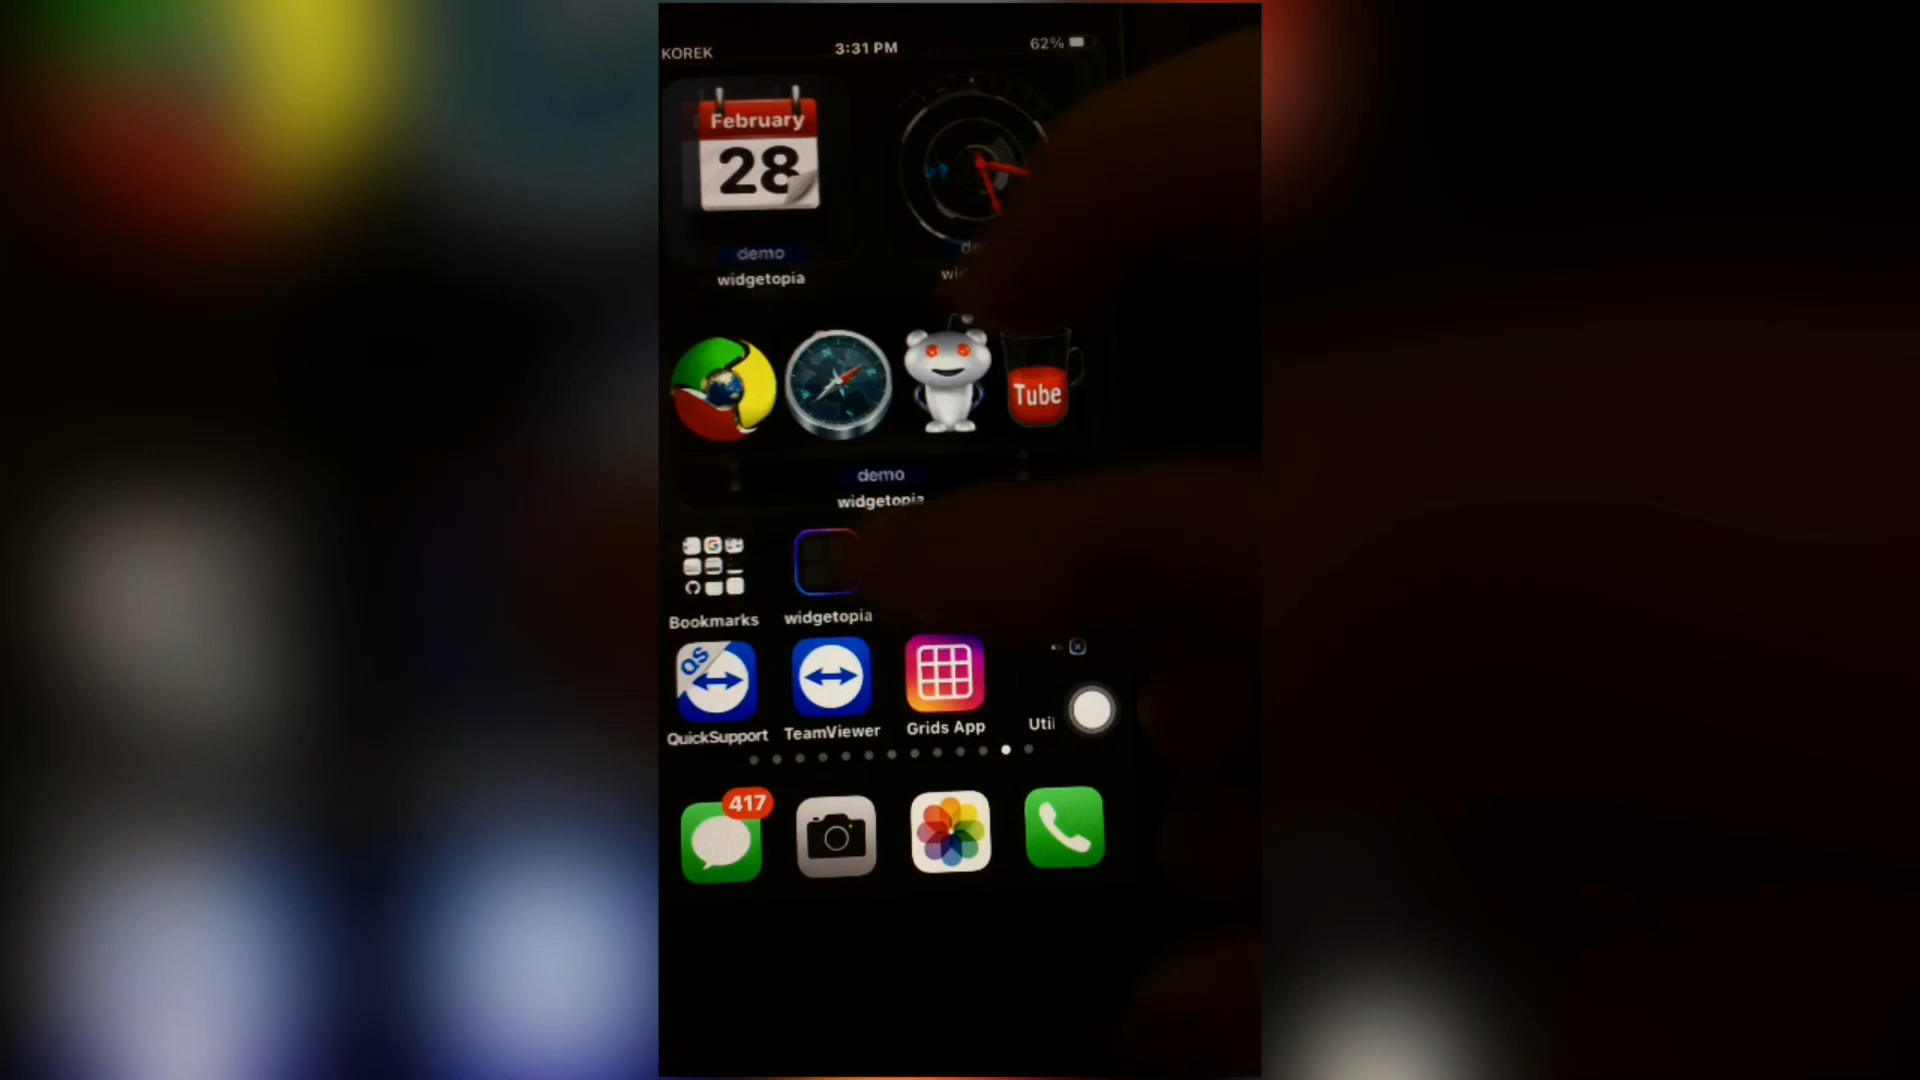 KOREK 3:31 PM 62%
February
28
demo
widgetopia
Tube
demo
widgetopia
Bookmarks widgetopia
QS
QuickSupport TeamViewer Grids App
417